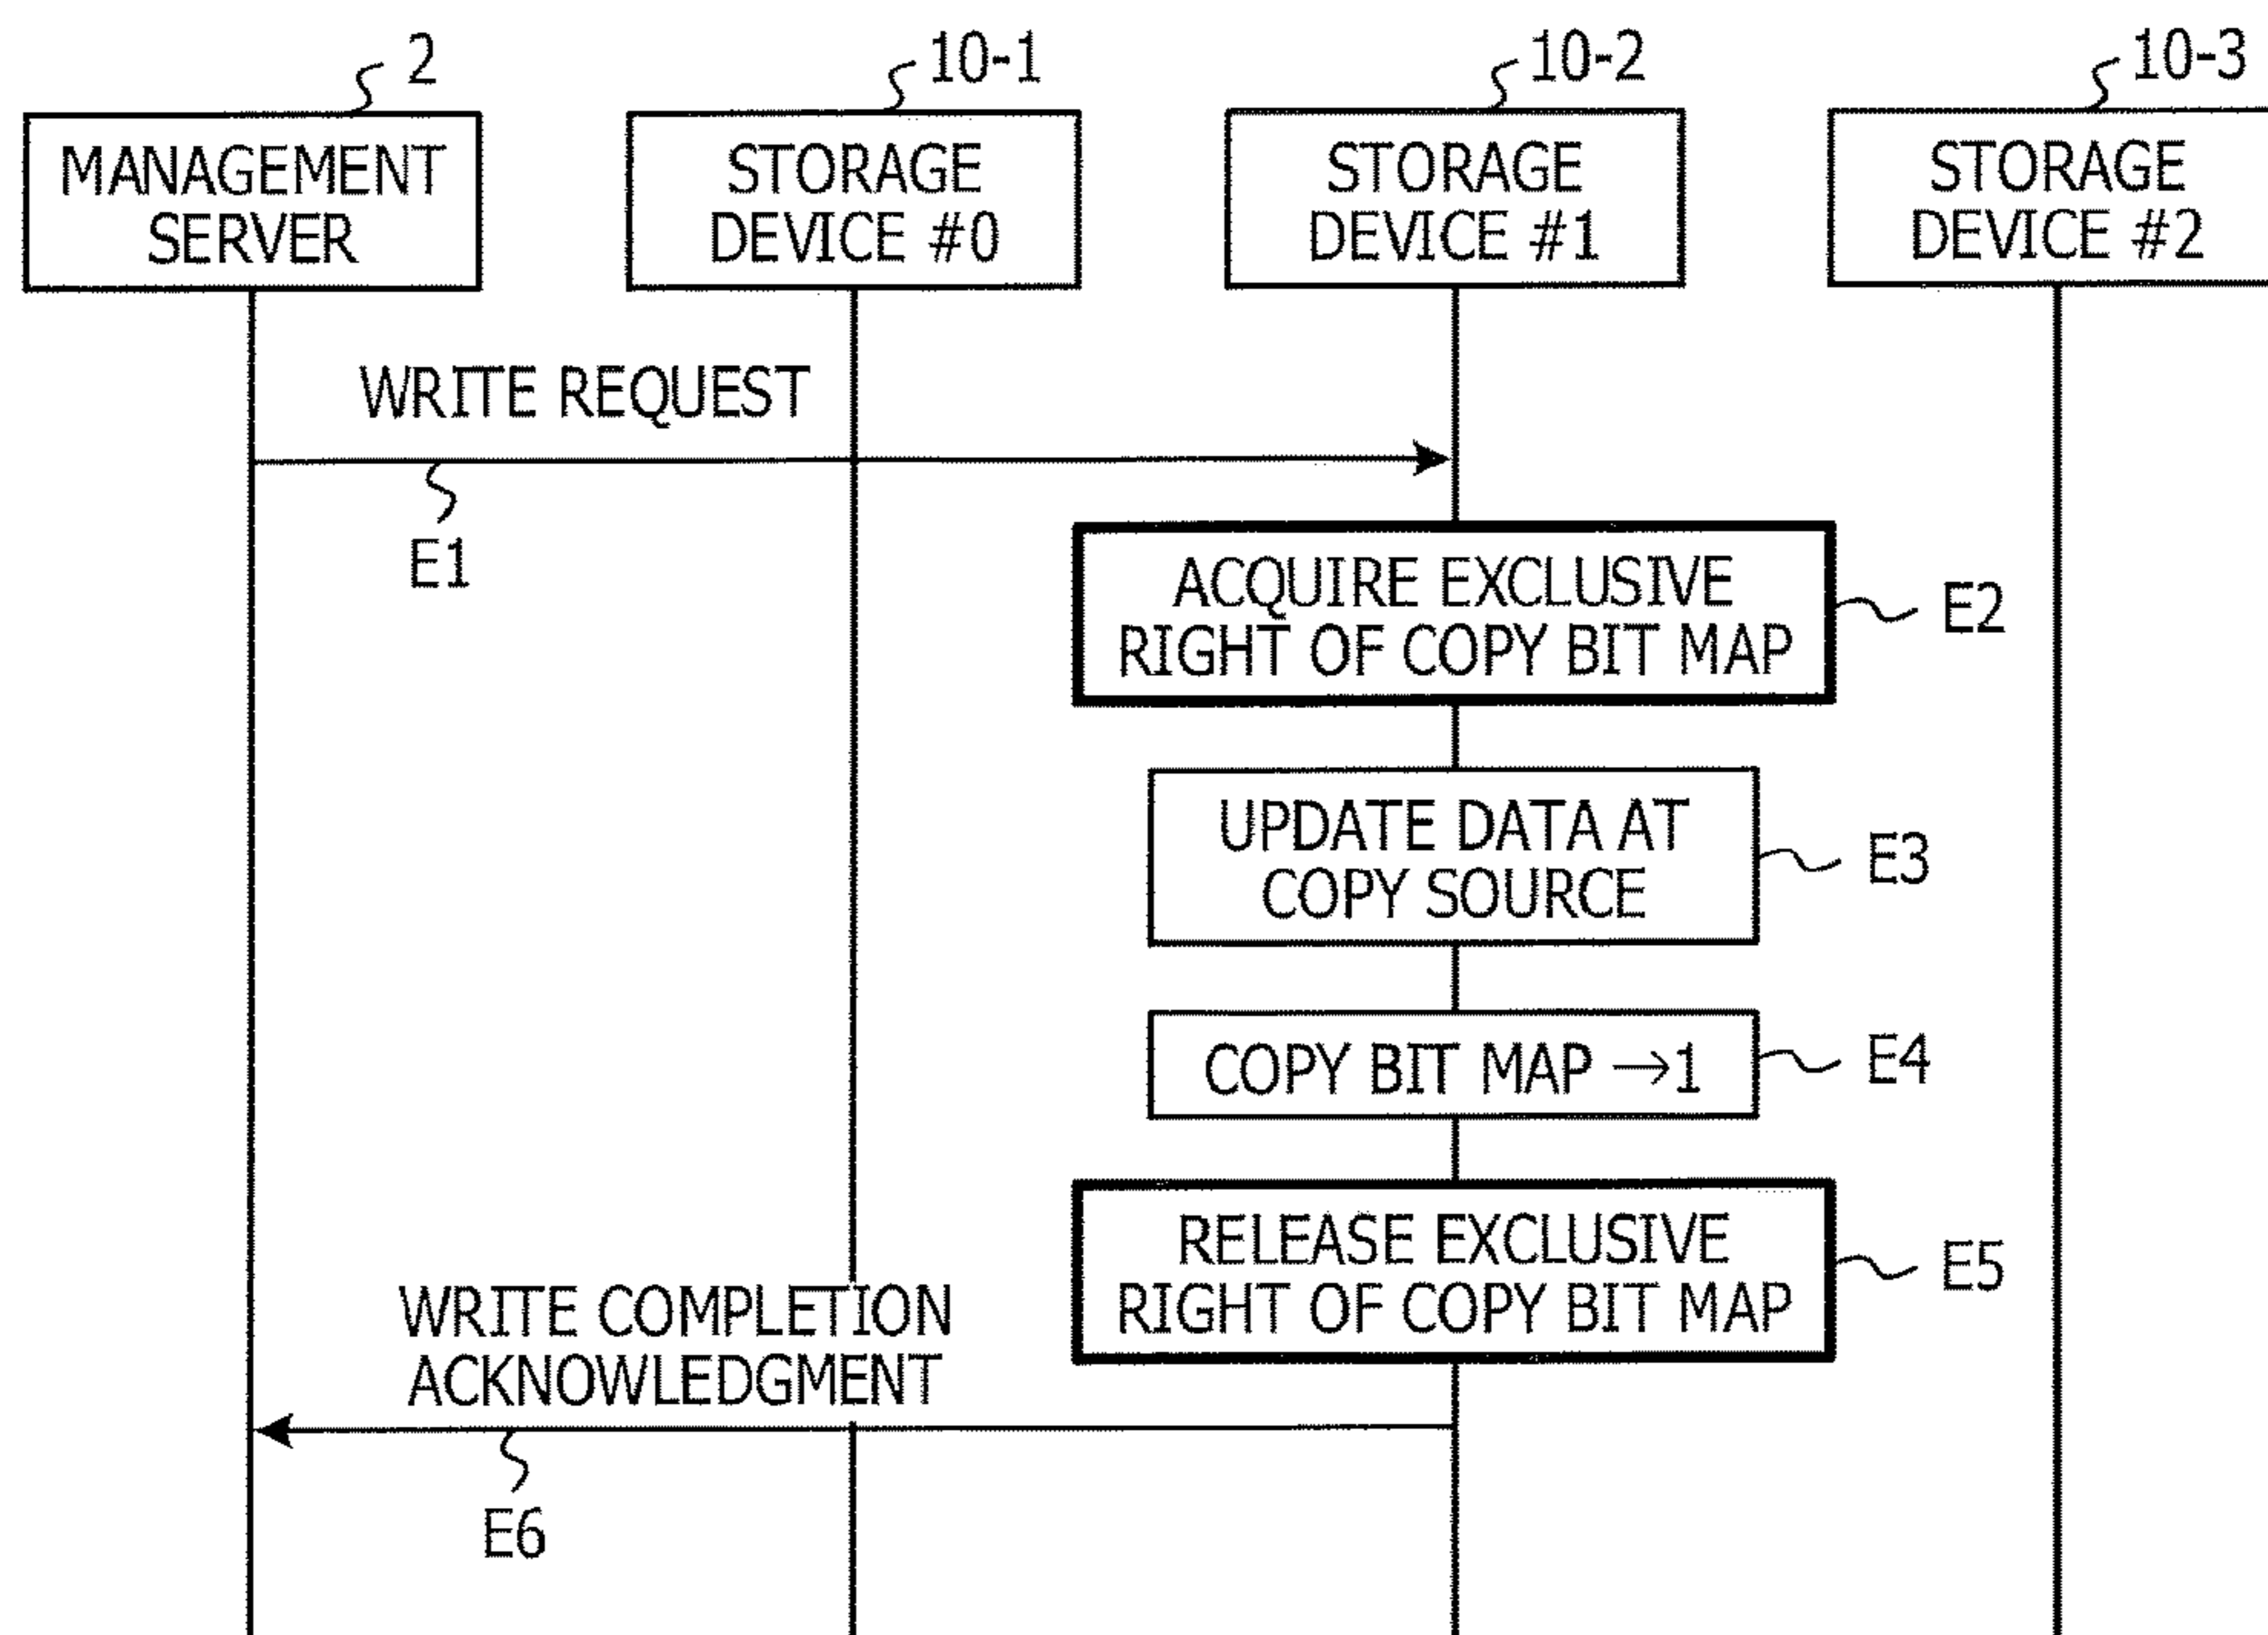 2
10-1
10-2
10-3
MANAGEMENT
SERVER
STORAGE
DEVICE #0
STORAGE
DEVICE #1
STORAGE
DEVICE #2
WRITE REQUEST
E1
ACQUIRE EXCLUSIVE
RIGHT OF COPY BIT MAP
E2
UPDATE DATA AT
COPY SOURCE
E3
COPY BIT MAP →1
E4
RELEASE EXCLUSIVE
RIGHT OF COPY BIT MAP
E5
WRITE COMPLETION
ACKNOWLEDGMENT
E6